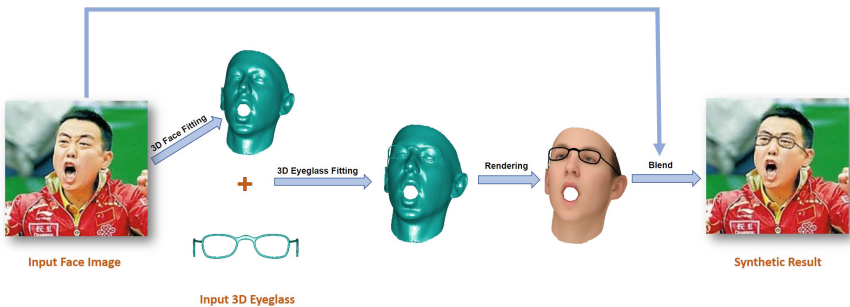 3D Face Fitting
3D Eyeglass Fitting
Rendering
Blend
Input Face Image
Synthetic Result
Input 3D Eyeglass